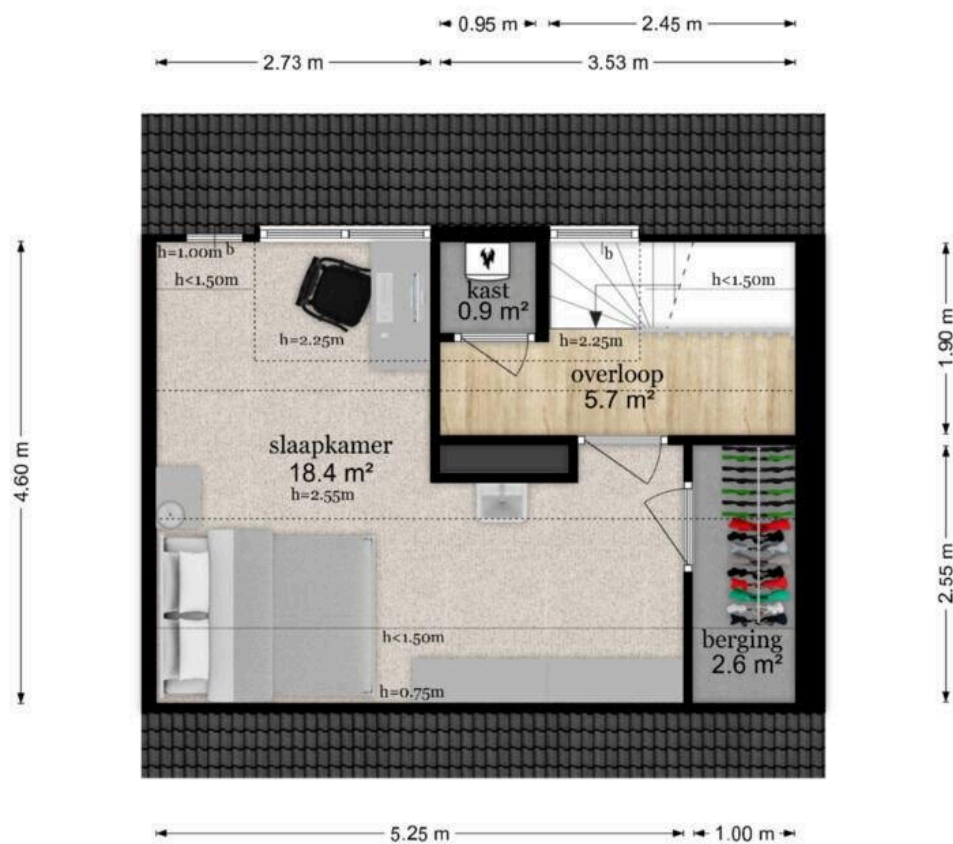 0.95 m
2.45 m
2.73 m
3.53 m
h=1.00m
b
h<1.50m
b
h<1.50m
kast
0.9 m²
h=2.25m
h=2.25m
overloop
5.7 m²
1.90 m
4.60 m
slaapkamer
18.4 m²
h=2.55m
2.55 m
h<1.50m
berging
2.6 m²
h=0.75m
5.25 m
1.00 m